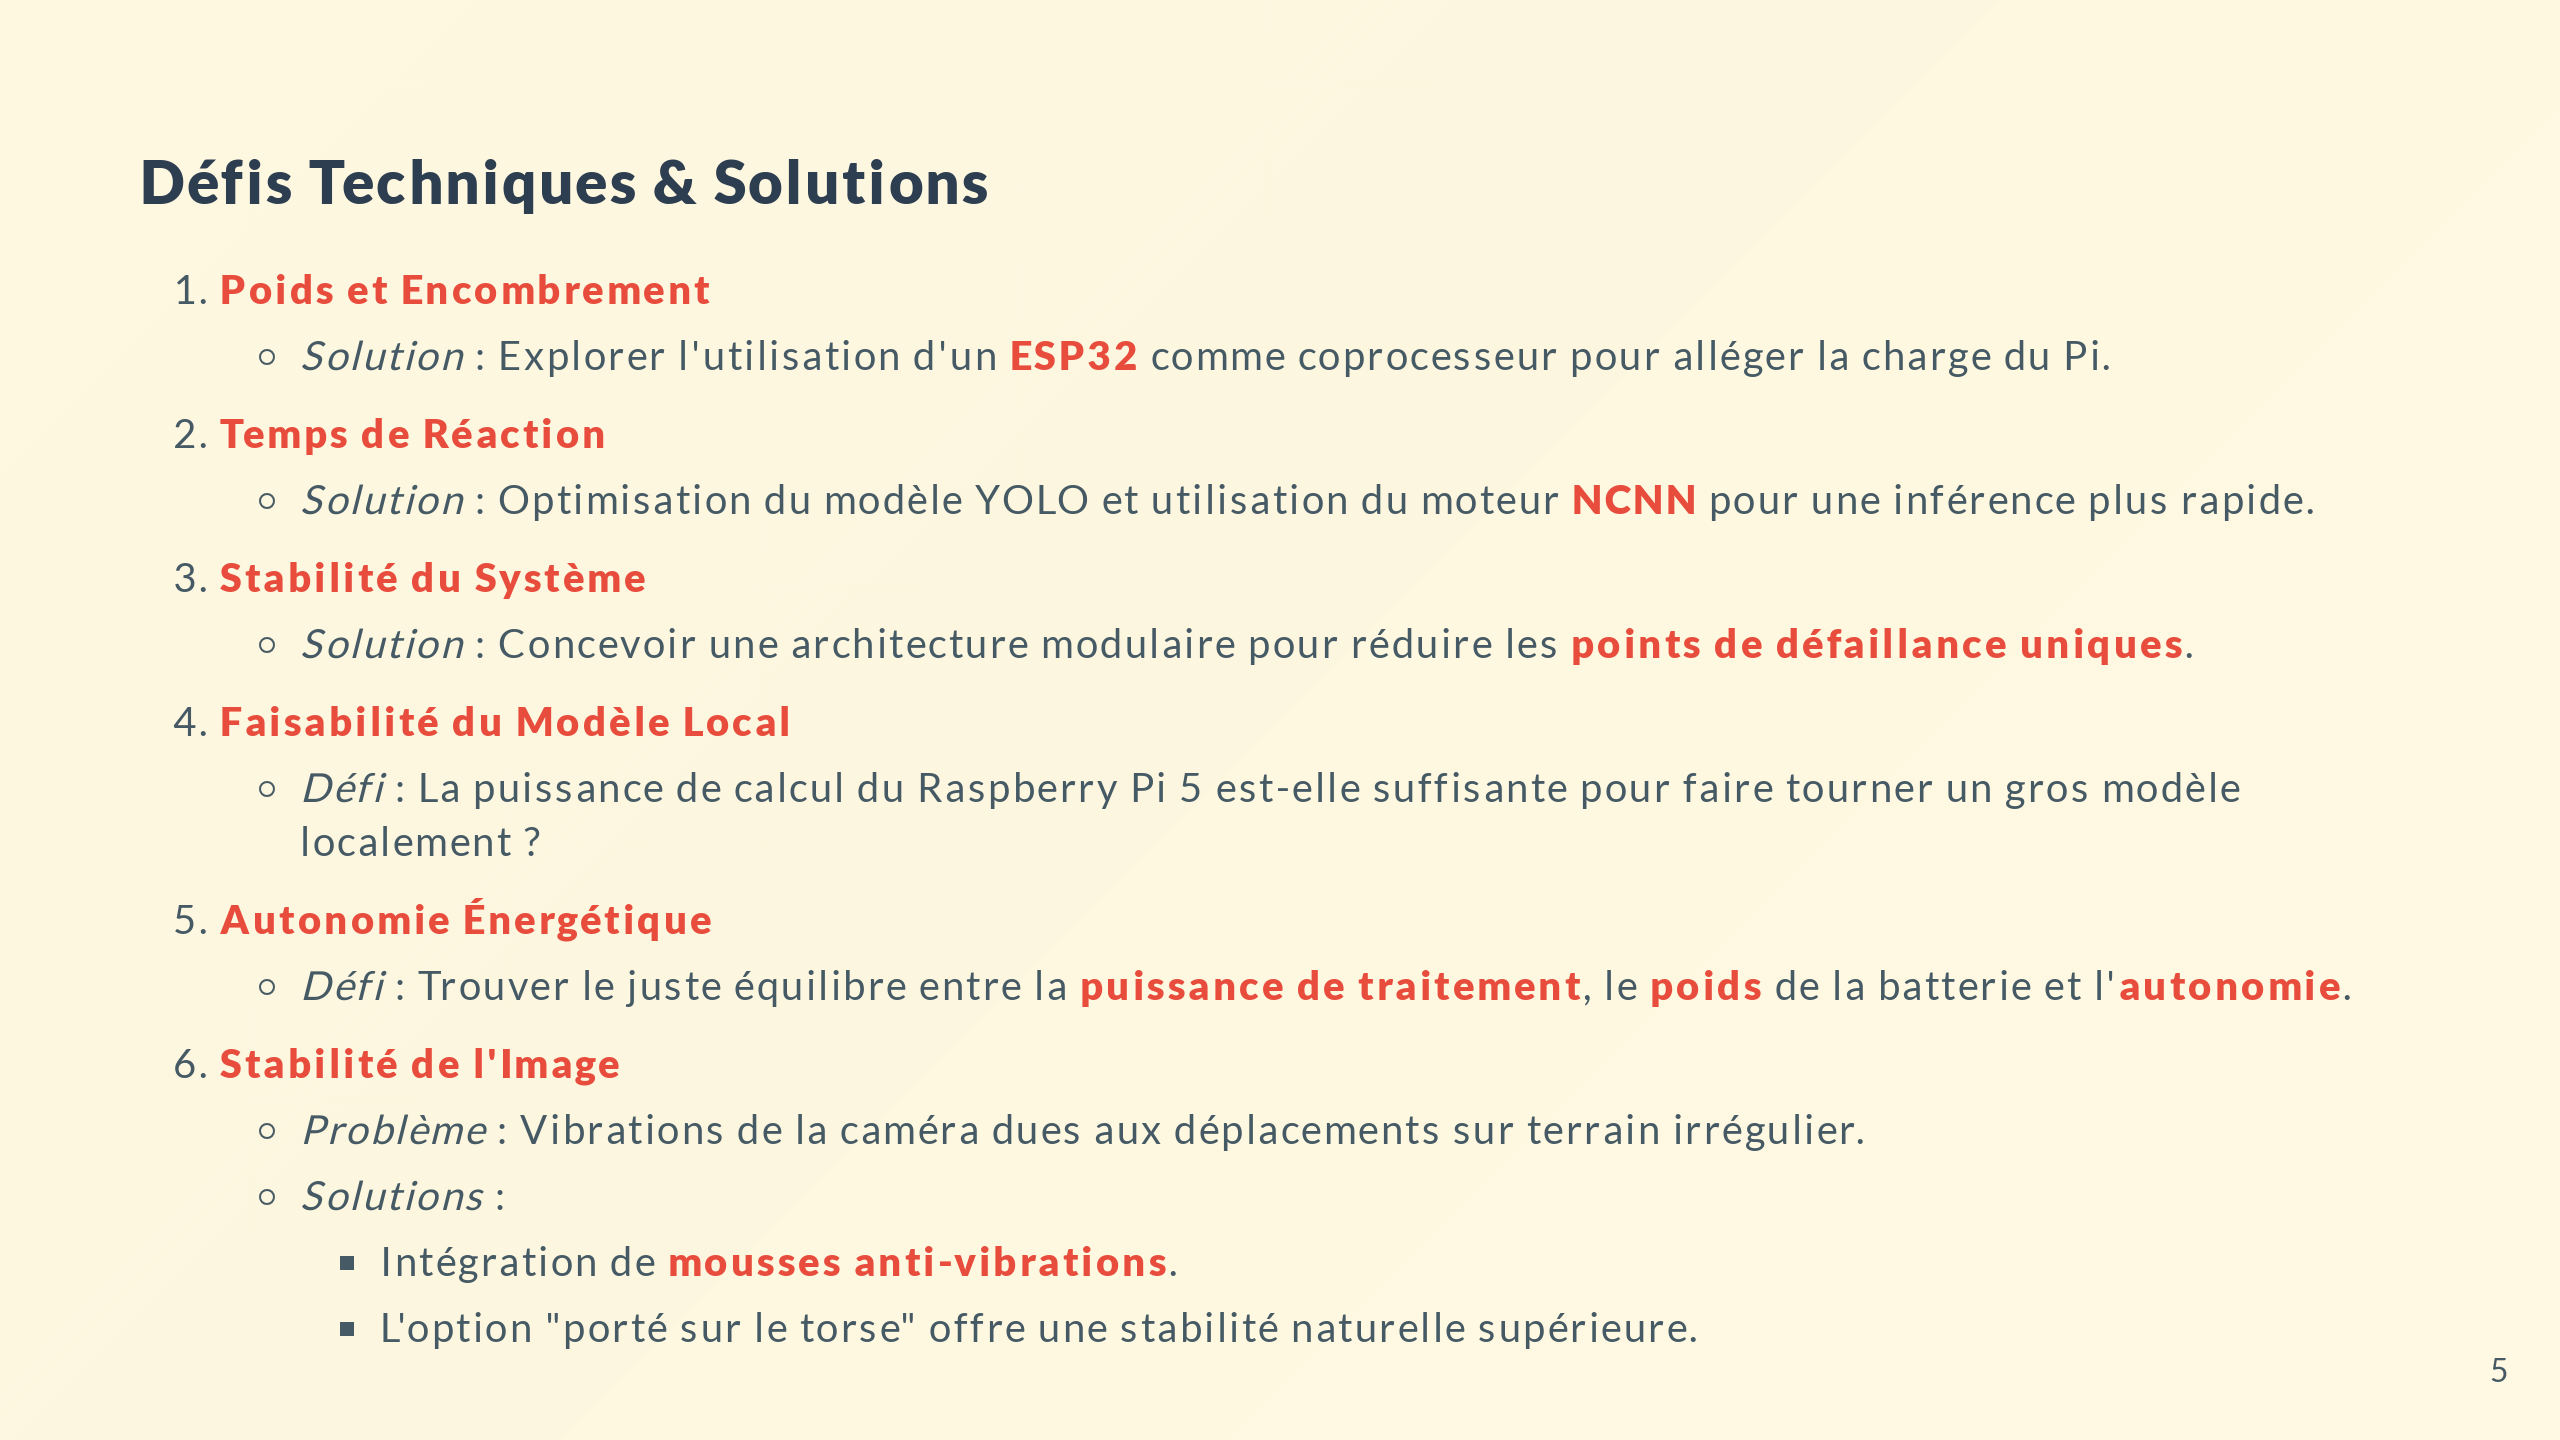 Défis Techniques & Solutions
1. Poids et Encombrement
Solution : Explorer l'utilisation d'un ESP32 comme coprocesseur pour alléger la charge du Pi.
2. Temps de Réaction
Solution : Optimisation du modèle YOLO et utilisation du moteur NCNN pour une inférence plus rapide.
3. Stabilité du Système
Solution : Concevoir une architecture modulaire pour réduire les points de défaillance uniques.
4. Faisabilité du Modèle Local
Défi : La puissance de calcul du Raspberry Pi 5 est-elle suffisante pour faire tourner un gros modèle
localement ?
5. Autonomie Énergétique
Défi : Trouver le juste équilibre entre la puissance de traitement, le poids de la batterie et l'autonomie.
6. Stabilité de l'Image
Problème : Vibrations de la caméra dues aux déplacements sur terrain irrégulier.
Solutions :
Intégration de mousses anti-vibrations.
L'option "porté sur le torse" offre une stabilité naturelle supérieure.
5